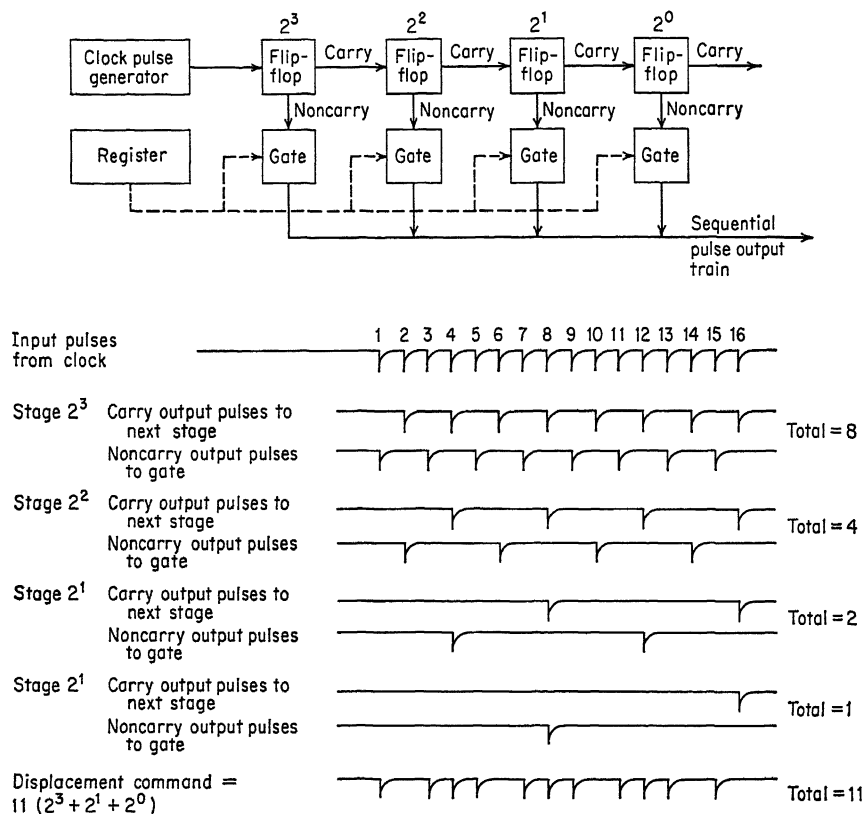 2³ 2² 2¹ 2⁰
Clock pulse
generator
Flip-
flop
Carry
Flip-
flop
Carry
Flip-
flop
Carry
Flip-
flop
Carry
Noncarry Noncarry Noncarry Noncarry
Register Gate Gate Gate Gate
Sequential
pulse output
train
Input pulses
from clock
1 2 3 4 5 6 7 8 9 10 11 12 13 14 15 16
Stage 2³ Carry output pulses to
next stage
Noncarry output pulses
to gate
Total = 8
Stage 2² Carry output pulses to
next stage
Noncarry output pulses
to gate
Total = 4
Stage 2¹ Carry output pulses to
next stage
Noncarry output pulses
to gate
Total = 2
Stage 2¹ Carry output pulses to
next stage
Noncarry output pulses
to gate
Total = 1
Displacement command =
11 (2³ + 2¹ + 2⁰)
Total = 11